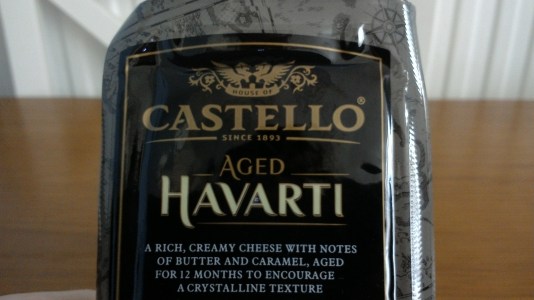 HOUSE OF
CASTELLO®
SINCE 1893
AGED
HAVARTI
A RICH, CREAMY CHEESE WITH NOTES
OF BUTTER AND CARAMEL, AGED
FOR 12 MONTHS TO ENCOURAGE
A CRYSTALLINE TEXTURE